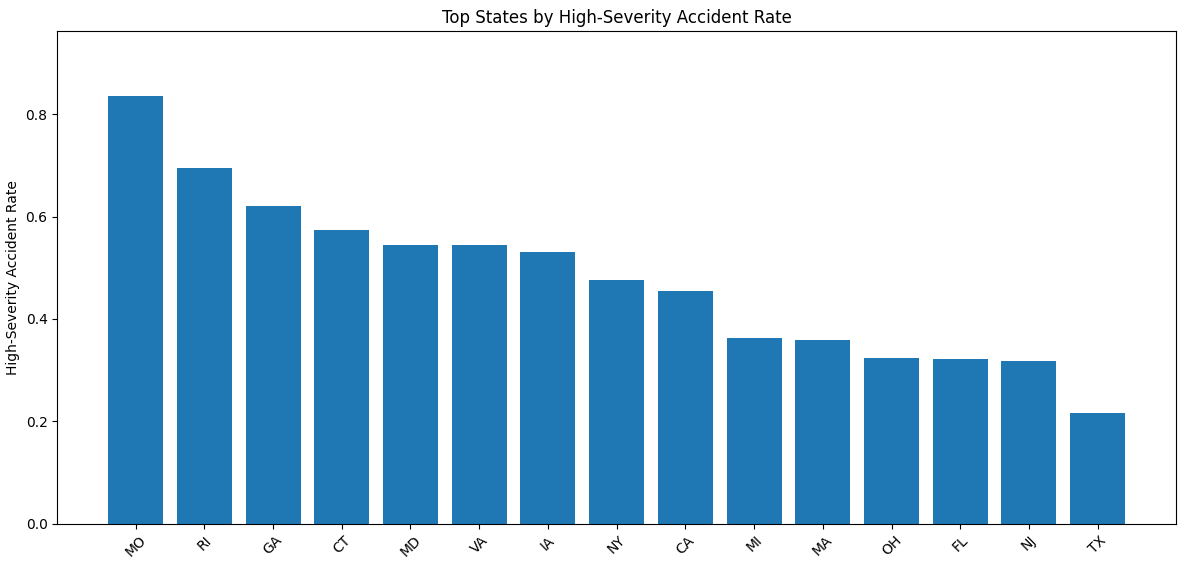 Top States by High-Severity Accident Rate
High-Severity Accident Rate
0.8
0.6
0.4
0.2
0.0
MO RI GA CT MD VA IA NY CA MI MA OH FL NJ TX